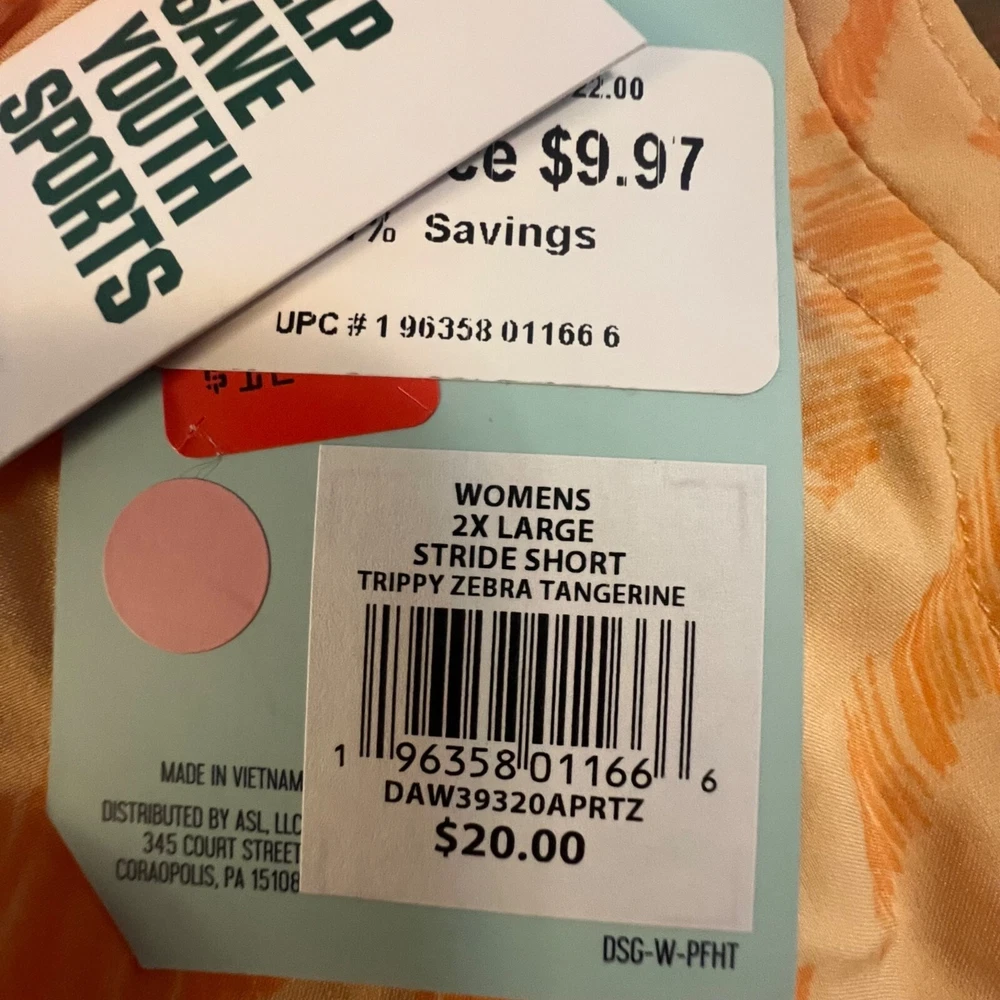 SAVE
YOUTH
SPORTS
22.00
$9.97
% Savings
UPC # 1 96358 01166 6
WOMENS
2X LARGE
STRIDE SHORT
TRIPPY ZEBRA TANGERINE
1 96358 01166 6
DAW39320APRTZ
$20.00
MADE IN VIETNAM
DISTRIBUTED BY ASL, LLC
345 COURT STREET
CORAOPOLIS, PA 15108
DSG-W-PFHT